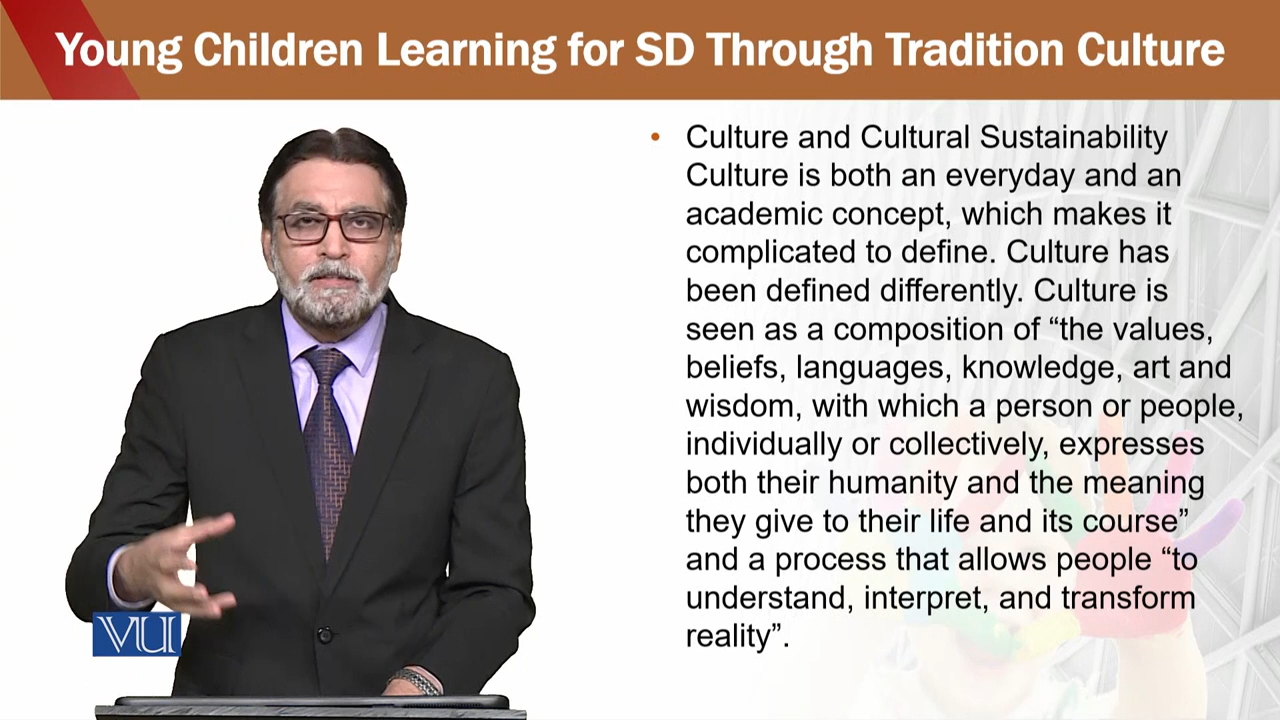 Young Children Learning for SD Through Tradition Culture
• Culture and Cultural Sustainability
Culture is both an everyday and an
academic concept, which makes it
complicated to define. Culture has
been defined differently. Culture is
seen as a composition of “the values,
beliefs, languages, knowledge, art and
wisdom, with which a person or people,
individually or collectively, expresses
both their humanity and the meaning
they give to their life and its course”
and a process that allows people “to
understand, interpret, and transform
reality”.
VU